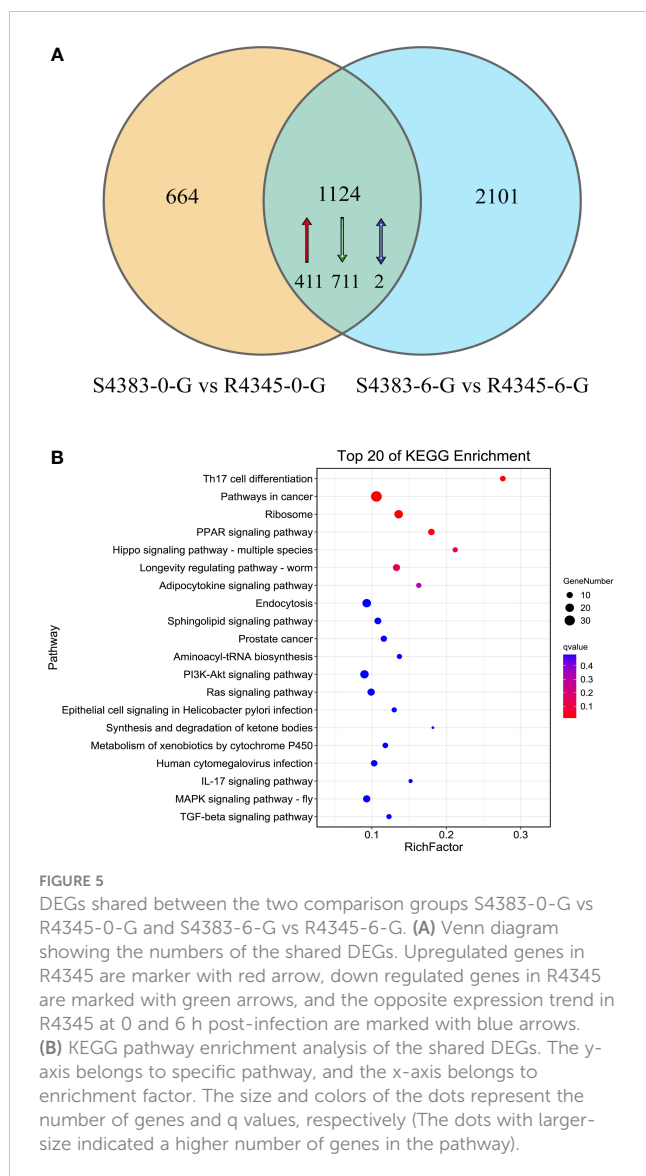 A
664
1124
2101
411 711 2
S4383-0-G vs R4345-0-G S4383-6-G vs R4345-6-G
B
Top 20 of KEGG Enrichment
Pathway
Th17 cell differentiation
Pathways in cancer
Ribosome
PPAR signaling pathway
Hippo signaling pathway - multiple species
Longevity regulating pathway - worm
Adipocytokine signaling pathway
Endocytosis
Sphingolipid signaling pathway
Prostate cancer
Aminoacyl-tRNA biosynthesis
PI3K-Akt signaling pathway
Ras signaling pathway
Epithelial cell signaling in Helicobacter pylori infection
Synthesis and degradation of ketone bodies
Metabolism of xenobiotics by cytochrome P450
Human cytomegalovirus infection
IL-17 signaling pathway
MAPK signaling pathway - fly
TGF-beta signaling pathway
0.1 0.2 0.3
RichFactor
GeneNumber
10
20
30
qvalue
0.4
0.3
0.2
0.1
FIGURE 5
DEGs shared between the two comparison groups S4383-0-G vs
R4345-0-G and S4383-6-G vs R4345-6-G. (A) Venn diagram
showing the numbers of the shared DEGs. Upregulated genes in
R4345 are marker with red arrow, down regulated genes in R4345
are marked with green arrows, and the opposite expression trend in
R4345 at 0 and 6 h post-infection are marked with blue arrows.
(B) KEGG pathway enrichment analysis of the shared DEGs. The y-
axis belongs to specific pathway, and the x-axis belongs to
enrichment factor. The size and colors of the dots represent the
number of genes and q values, respectively (The dots with larger-
size indicated a higher number of genes in the pathway).